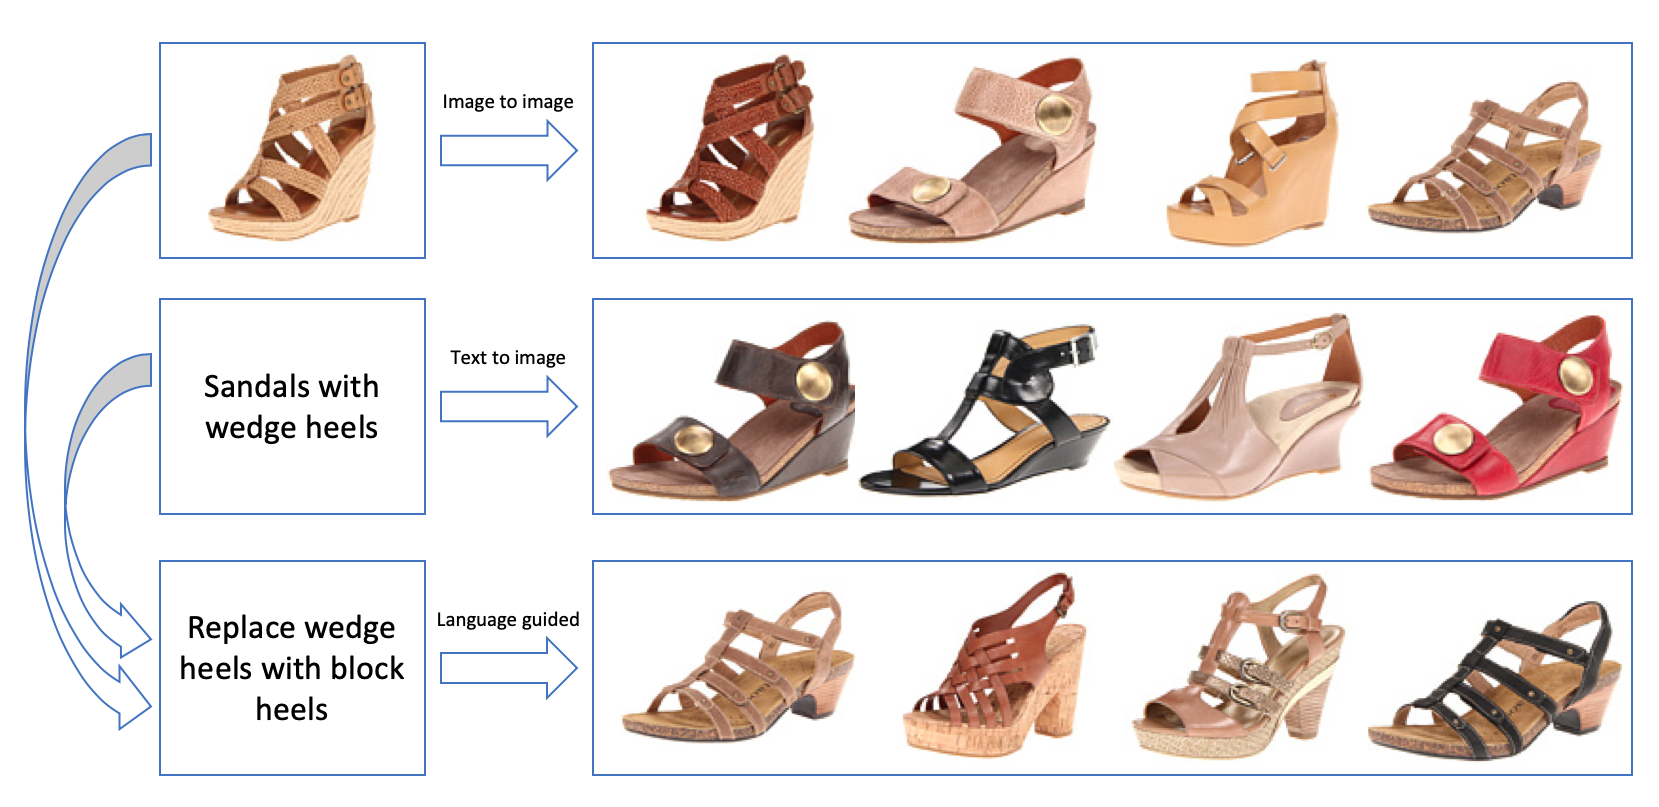 Image to image
Text to image
Sandals with
wedge heels
Language guided
Replace wedge
heels with block
heels